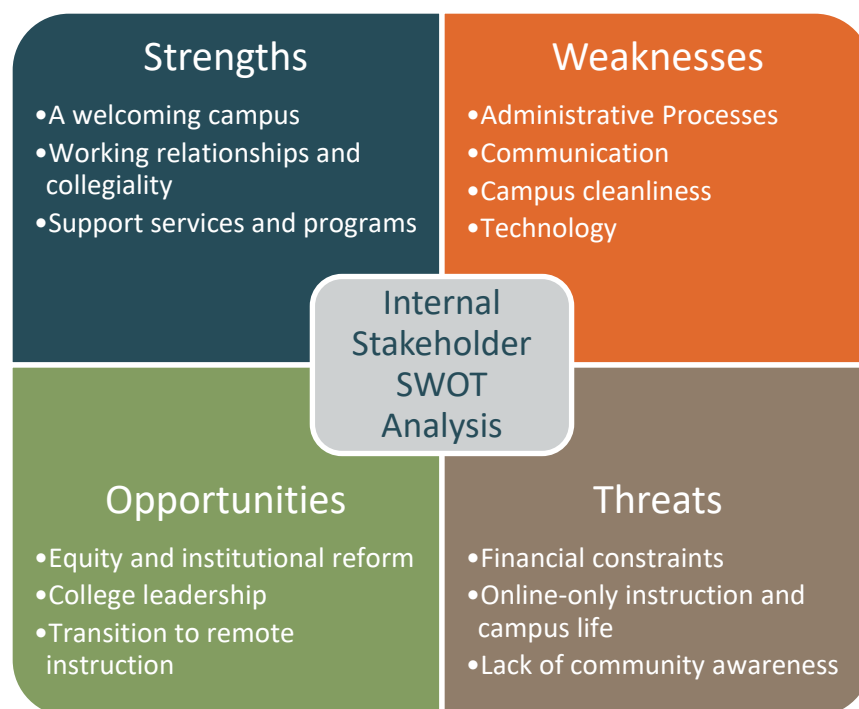 Strengths
•A welcoming campus
•Working relationships and
collegiality
•Support services and programs
Weaknesses
•Administrative Processes
•Communication
•Campus cleanliness
•Technology
Internal
Stakeholder
SWOT
Analysis
Opportunities
•Equity and institutional reform
•College leadership
•Transition to remote
instruction
Threats
•Financial constraints
•Online-only instruction and
campus life
•Lack of community awareness